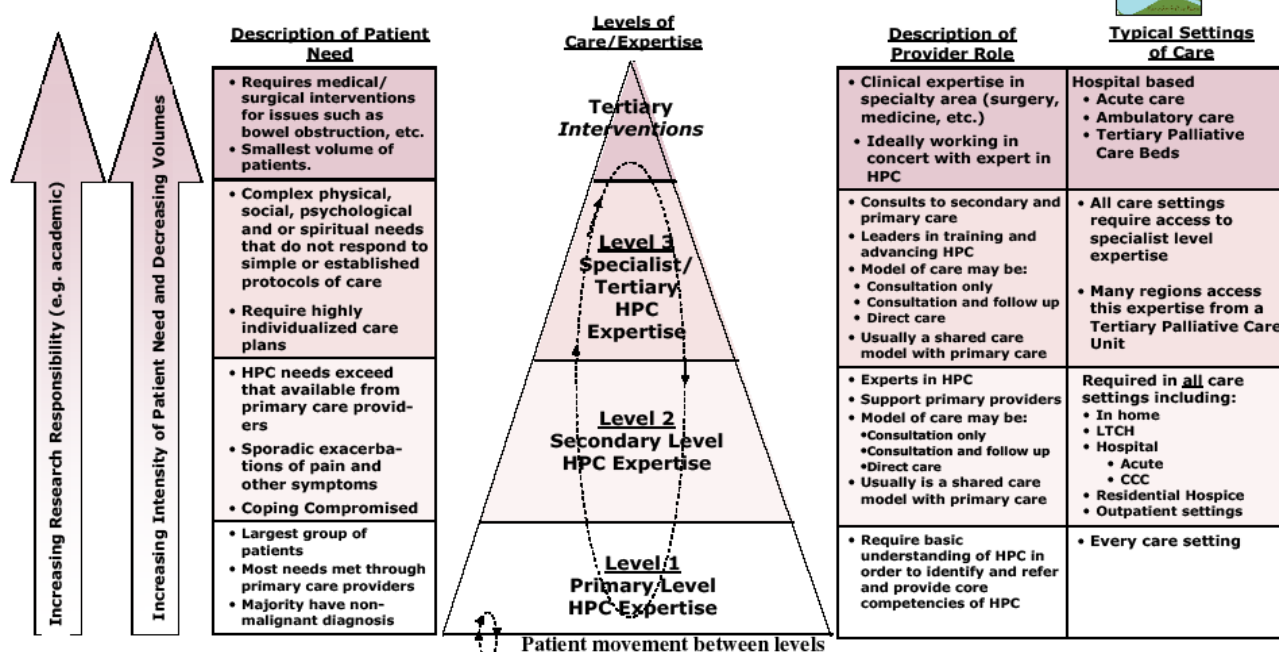 Increasing Research Responsibility (e.g. academic)
Increasing Intensity of Patient Need and Decreasing Volumes
Description of Patient
Need
• Requires medical/
surgical interventions
for issues such as
bowel obstruction, etc.
• Smallest volume of
patients.
• Complex physical,
social, psychological
and or spiritual needs
that do not respond to
simple or established
protocols of care
• Require highly
individualized care
plans
• HPC needs exceed
that available from
primary care provid-
ers
• Sporadic exacerba-
tions of pain and
other symptoms
• Coping Compromised
• Largest group of
patients
• Most needs met through
primary care providers
• Majority have non-
malignant diagnosis
Levels of
Care/Expertise
Tertiary
Interventions
Level 3
Specialist/
Tertiary
HPC
Expertise
Level 2
Secondary Level
HPC Expertise
Level 1
Primary Level
HPC Expertise
Patient movement between levels
Description of
Provider Role
• Clinical expertise in
specialty area (surgery,
medicine, etc.)
• Ideally working in
concert with expert in
HPC
• Consults to secondary and
primary care
• Leaders in training and
advancing HPC
• Model of care may be:
• Consultation only
• Consultation and follow up
• Direct care
• Usually a shared care
model with primary care
• Experts in HPC
• Support primary providers
• Model of care may be:
•Consultation only
•Consultation and follow up
•Direct care
• Usually is a shared care
model with primary care
• Require basic
understanding of HPC in
order to identify and refer
and provide core
competencies of HPC
Typical Settings
of Care
Hospital based
• Acute care
• Ambulatory care
• Tertiary Palliative
Care Beds
• All care settings
require access to
specialist level
expertise
• Many regions access
this expertise from a
Tertiary Palliative Care
Unit
Required in all care
settings including:
• In home
• LTCH
• Hospital
• Acute
• CCC
• Residential Hospice
• Outpatient settings
• Every care setting